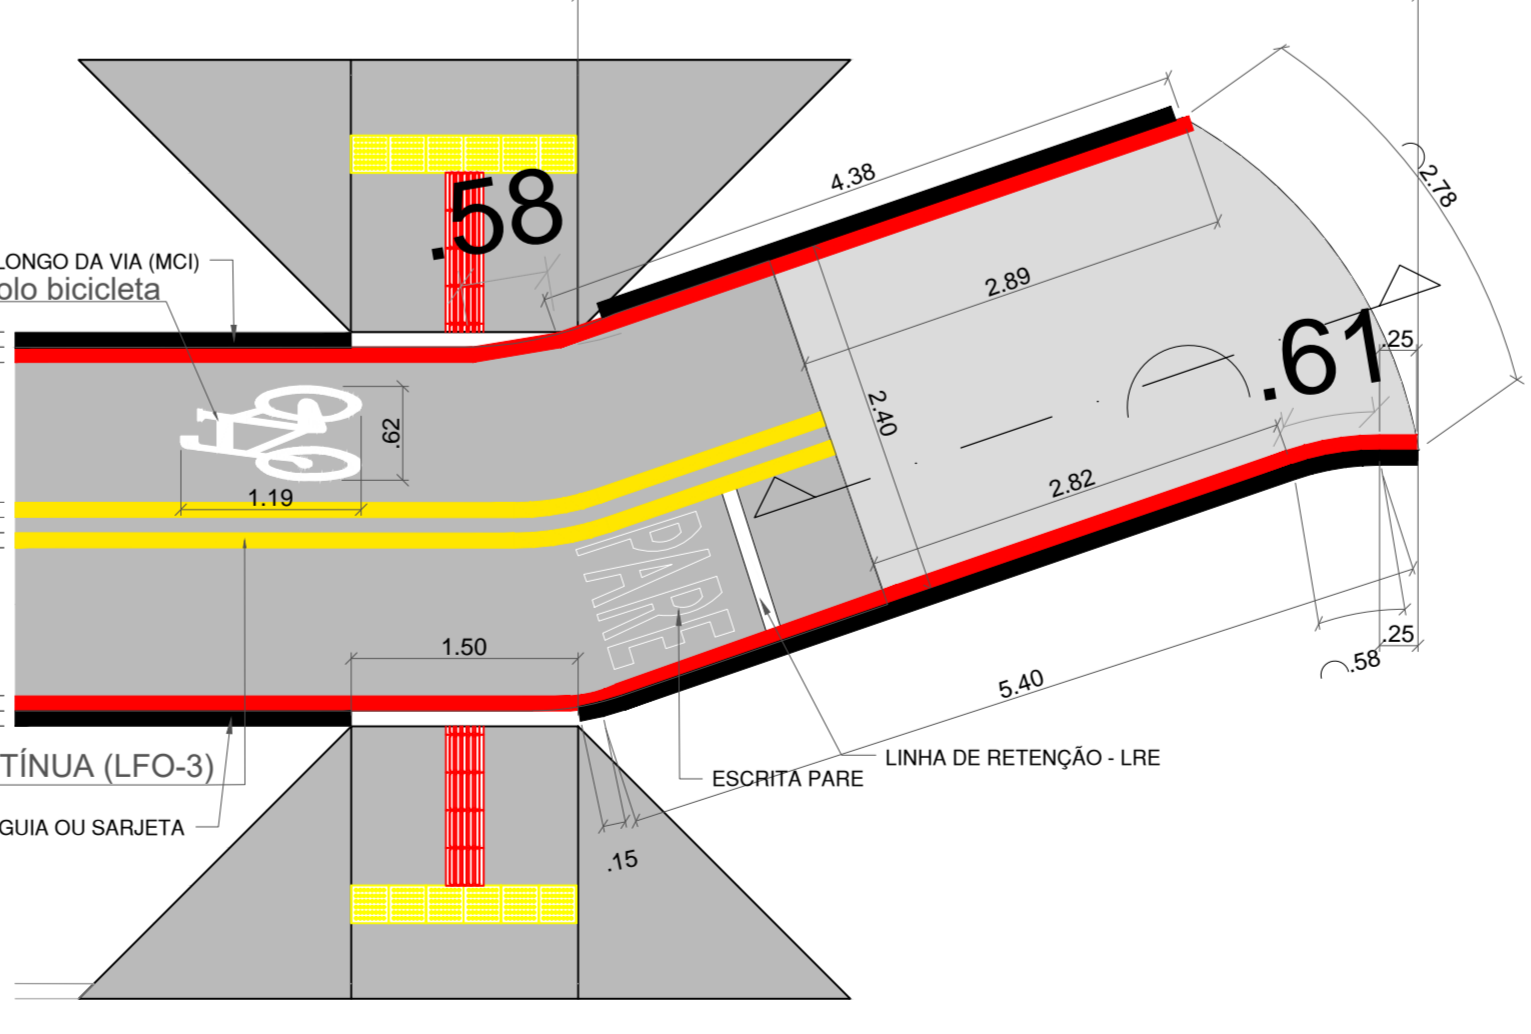 .58
4.38
2.78
LONGO DA VIA (MCI)
olo bicicleta
2.89
.61
.25
2.40
.62
2.82
1.19
PARE
1.50
.25
.58
5.40
TÍNUA (LFO-3)
LINHA DE RETENÇÃO - LRE
ESCRITA PARE
GUIA OU SARJETA
.15